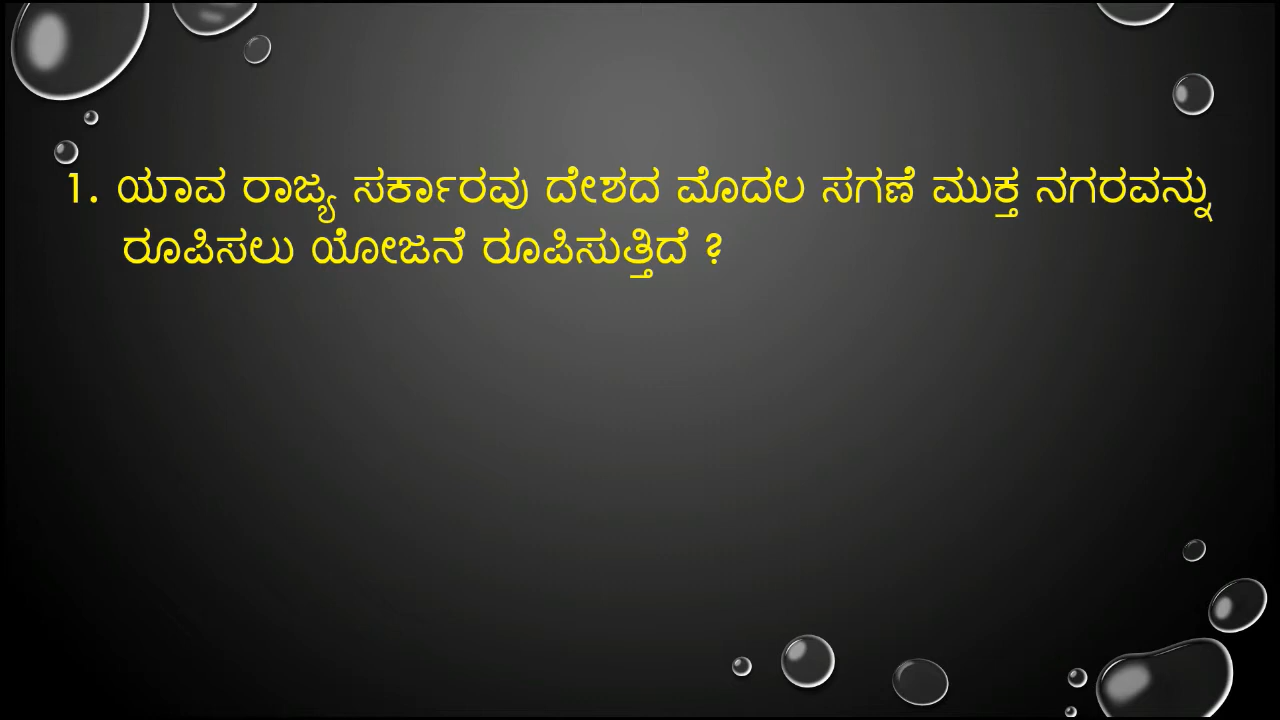 1. ಯಾವ ರಾಜ್ಯ ಸರ್ಕಾರವು ದೇಶದ ಮೊದಲ ಸಗಣಿ ಮುಕ್ತ ನಗರವನ್ನು
ರೂಪಿಸಲು ಯೋಜನೆ ರೂಪಿಸುತ್ತಿದೆ ?